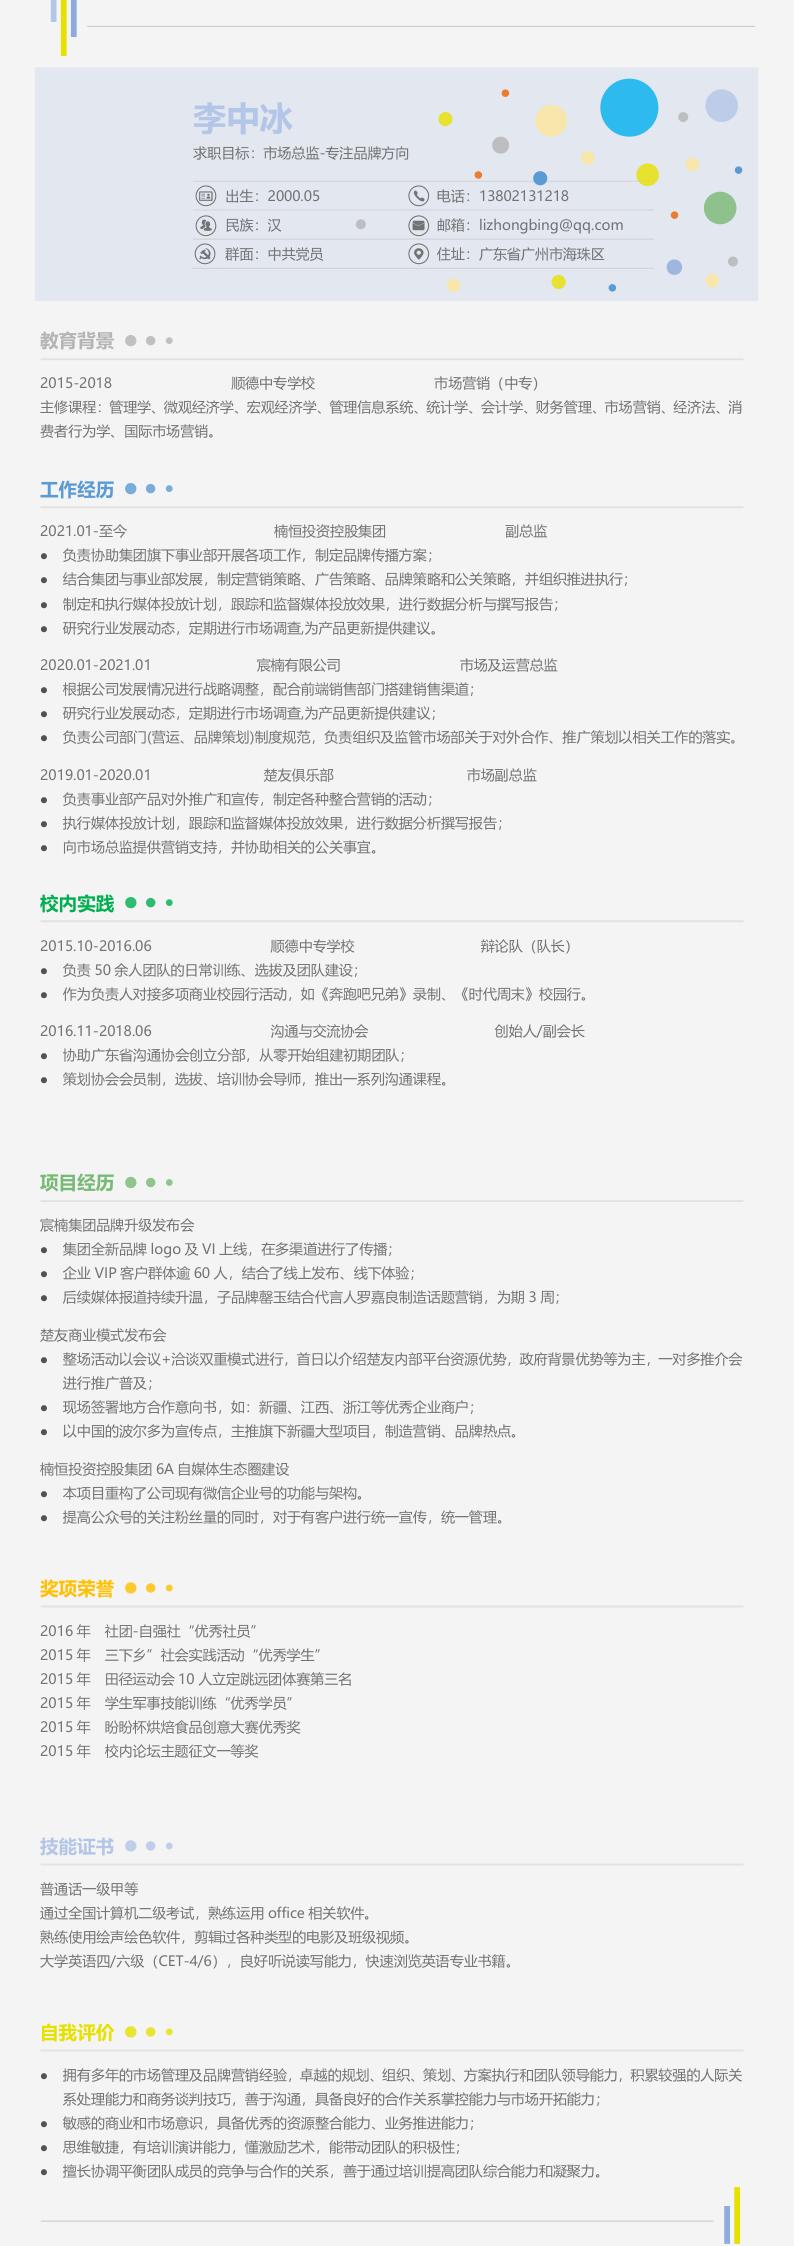 李中冰
求职目标：市场总监-专注品牌方向
出生：2000.05 电话：13802131218
民族：汉 邮箱：lizhongbing@qq.com
群面：中共党员 住址：广东省广州市海珠区
教育背景
2015-2018 顺德中专学校 市场营销（中专）
主修课程：管理学、微观经济学、宏观经济学、管理信息系统、统计学、会计学、财务管理、市场营销、经济法、消
费者行为学、国际市场营销。
工作经历
2021.01-至今 楠恒投资控股集团 副总监
● 负责协助集团旗下事业部开展各项工作，制定品牌传播方案；
● 结合集团与事业部发展，制定营销策略、广告策略、品牌策略和公关策略，并组织推进执行；
● 制定和执行媒体投放计划，跟踪和监督媒体投放效果，进行数据分析与撰写报告；
● 研究行业发展动态，定期进行市场调查,为产品更新提供建议。
2020.01-2021.01 宸楠有限公司 市场及运营总监
● 根据公司发展情况进行战略调整，配合前端销售部门搭建销售渠道；
● 研究行业发展动态，定期进行市场调查,为产品更新提供建议；
● 负责公司部门(营运、品牌策划)制度规范，负责组织及监管市场部关于对外合作、推广策划以相关工作的落实。
2019.01-2020.01 楚友俱乐部 市场副总监
● 负责事业部产品对外推广和宣传，制定各种整合营销的活动；
● 执行媒体投放计划，跟踪和监督媒体投放效果，进行数据分析撰写报告；
● 向市场总监提供营销支持，并协助相关的公关事宜。
校内实践
2015.10-2016.06 顺德中专学校 辩论队（队长）
● 负责 50 余人团队的日常训练、选拔及团队建设；
● 作为负责人对接多项商业校园行活动，如《奔跑吧兄弟》录制、《时代周末》校园行。
2016.11-2018.06 沟通与交流协会 创始人/副会长
● 协助广东省沟通协会创立分部，从零开始组建初期团队；
● 策划协会会员制，选拔、培训协会导师，推出一系列沟通课程。
项目经历
宸楠集团品牌升级发布会
● 集团全新品牌 logo 及 VI 上线，在多渠道进行了传播；
● 企业 VIP 客户群体逾 60 人，结合了线上发布、线下体验；
● 后续媒体报道持续升温，子品牌罄玉结合代言人罗嘉良制造话题营销，为期 3 周；
楚友商业模式发布会
● 整场活动以会议+洽谈双重模式进行，首日以介绍楚友内部平台资源优势，政府背景优势等为主，一对多推介会
进行推广普及；
● 现场签署地方合作意向书，如：新疆、江西、浙江等优秀企业商户；
● 以中国的波尔多为宣传点，主推旗下新疆大型项目，制造营销、品牌热点。
楠恒投资控股集团 6A 自媒体生态圈建设
● 本项目重构了公司现有微信企业号的功能与架构。
● 提高公众号的关注粉丝量的同时，对于有客户进行统一宣传，统一管理。
奖项荣誉
2016 年 社团-自强社“优秀社员”
2015 年 三下乡”社会实践活动“优秀学生”
2015 年 田径运动会 10 人立定跳远团体赛第三名
2015 年 学生军事技能训练“优秀学员”
2015 年 盼盼杯烘焙食品创意大赛优秀奖
2015 年 校内论坛主题征文一等奖
技能证书
普通话一级甲等
通过全国计算机二级考试，熟练运用 office 相关软件。
熟练使用绘声绘色软件，剪辑过各种类型的电影及班级视频。
大学英语四/六级（CET-4/6），良好听说读写能力，快速浏览英语专业书籍。
自我评价
● 拥有多年的市场管理及品牌营销经验，卓越的规划、组织、策划、方案执行和团队领导能力，积累较强的人际关
系处理能力和商务谈判技巧，善于沟通，具备良好的合作关系掌控能力与市场开拓能力；
● 敏感的商业和市场意识，具备优秀的资源整合能力、业务推进能力；
● 思维敏捷，有培训演讲能力，懂激励艺术，能带动团队的积极性；
● 擅长协调平衡团队成员的竞争与合作的关系，善于通过培训提高团队综合能力和凝聚力。